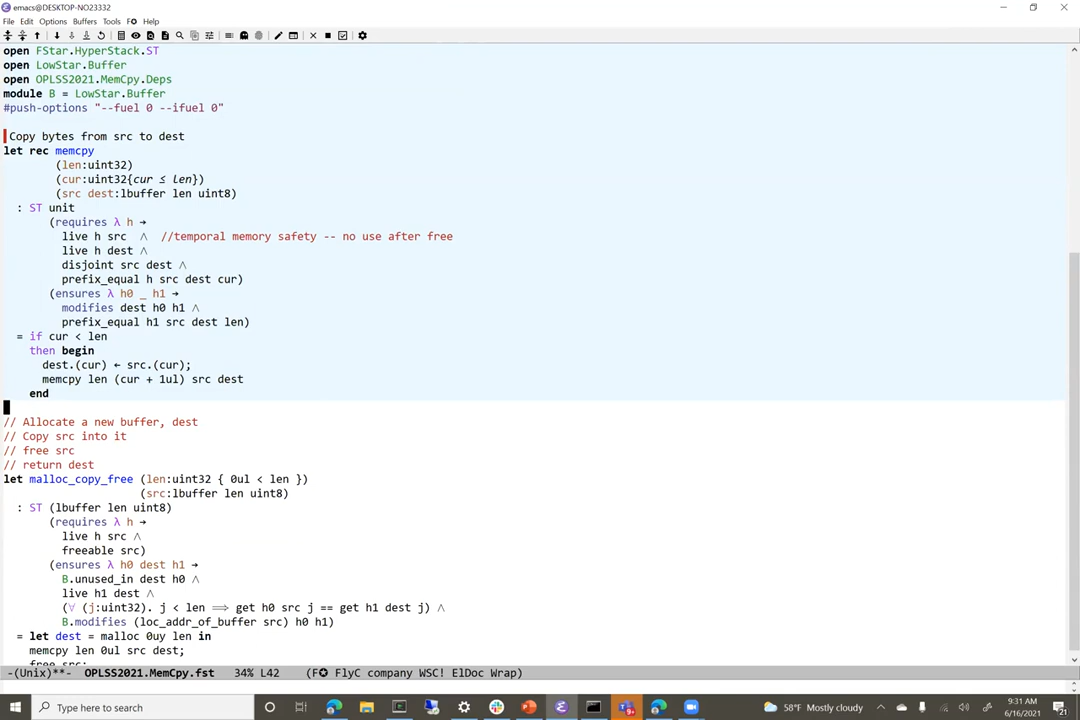 emacs@DESKTOP-NO23332
File Edit Options Buffers Tools F✪ Help
open FStar.HyperStack.ST
open LowStar.Buffer
open OPLSS2021.MemCpy.Deps
module B = LowStar.Buffer
#push-options "--fuel 0 --ifuel 0"
Copy bytes from src to dest
let rec memcpy
(len:uint32)
(cur:uint32{cur ≤ len})
(src dest:lbuffer len uint8)
: ST unit
(requires λ h →
live h src ∧ //temporal memory safety -- no use after free
live h dest ∧
disjoint src dest ∧
prefix_equal h src dest cur)
(ensures λ h0 _ h1 →
modifies dest h0 h1 ∧
prefix_equal h1 src dest len)
= if cur < len
then begin
dest.(cur) ← src.(cur);
memcpy len (cur + 1ul) src dest
end
// Allocate a new buffer, dest
// Copy src into it
// free src
// return dest
let malloc_copy_free (len:uint32 { 0ul < len })
(src:lbuffer len uint8)
: ST (lbuffer len uint8)
(requires λ h →
live h src ∧
freeable src)
(ensures λ h0 dest h1 →
B.unused_in dest h0 ∧
live h1 dest ∧
(∀ (j:uint32). j < len ⟹ get h0 src j == get h1 dest j) ∧
B.modifies (loc_addr_of_buffer src) h0 h1)
= let dest = malloc 0uy len in
memcpy len 0ul src dest;
free src;
-(Unix)**- OPLSS2021.MemCpy.fst 34% L42 (F✪ FlyC company WSC! ElDoc Wrap)
Type here to search
58°F Mostly cloudy
9:31 AM
6/16/2021